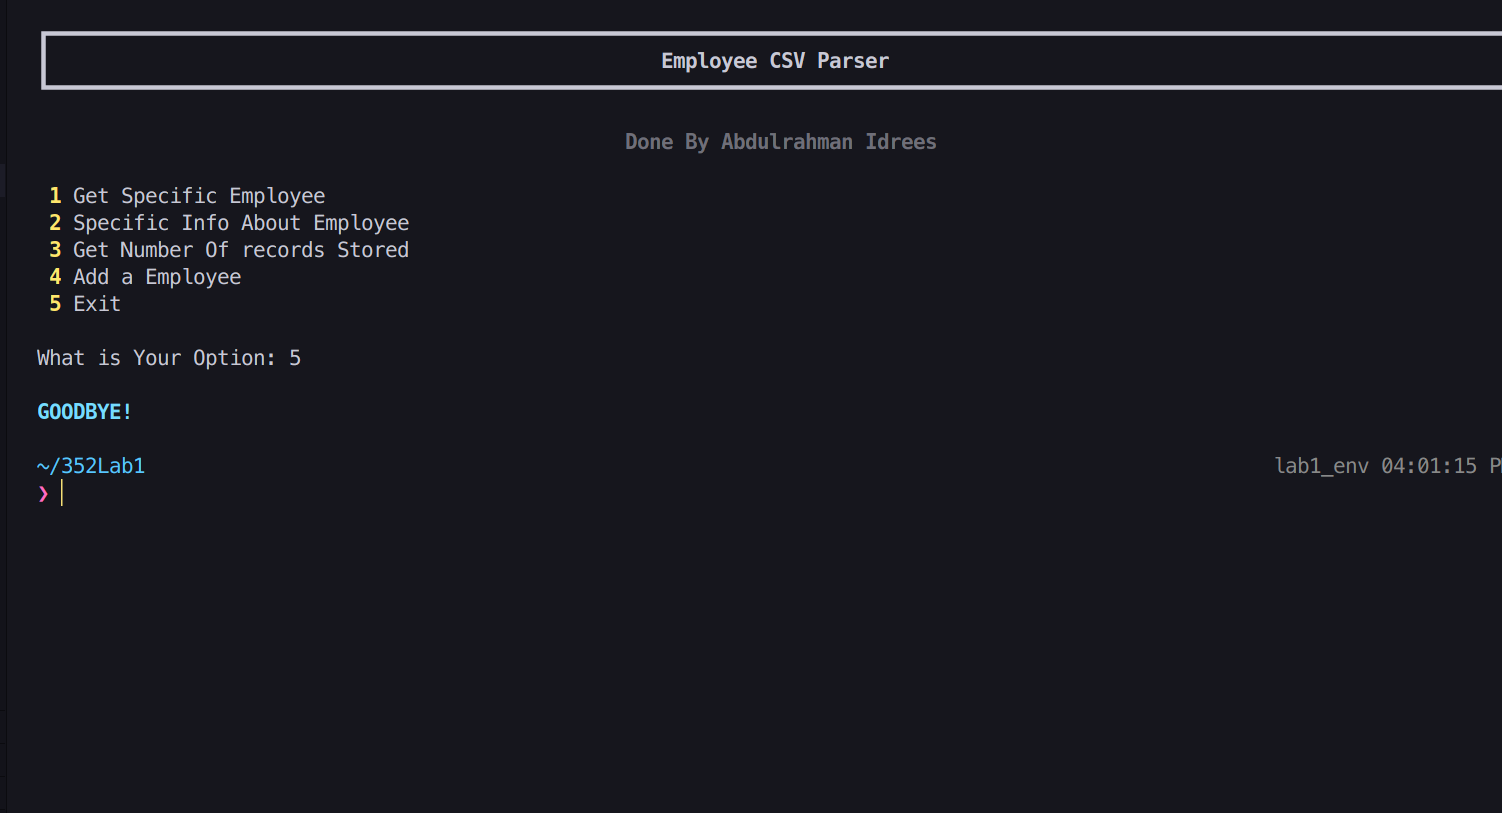 Employee CSV Parser
Done By Abdulrahman Idrees
1 Get Specific Employee
2 Specific Info About Employee
3 Get Number Of records Stored
4 Add a Employee
5 Exit
What is Your Option: 5
GOODBYE!
~/352Lab1 lab1_env 04:01:15
❯